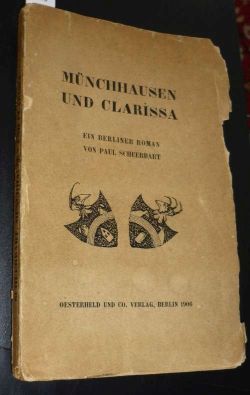 MÜNCHHAUSEN
UND CLARISSA
EIN BERLINER ROMAN
VON PAUL SCHEERBART
OESTERHELD UND CO. VERLAG, BERLIN 1906